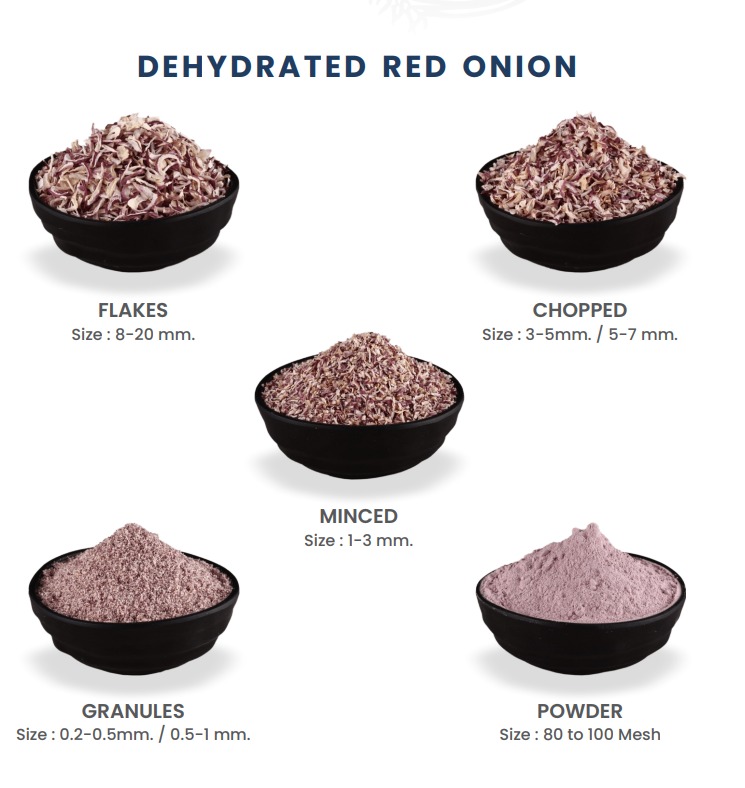 DEHYDRATED RED ONION
FLAKES
Size : 8-20 mm.
CHOPPED
Size : 3-5mm. / 5-7 mm.
MINCED
Size : 1-3 mm.
GRANULES
Size : 0.2-0.5mm. / 0.5-1 mm.
POWDER
Size : 80 to 100 Mesh